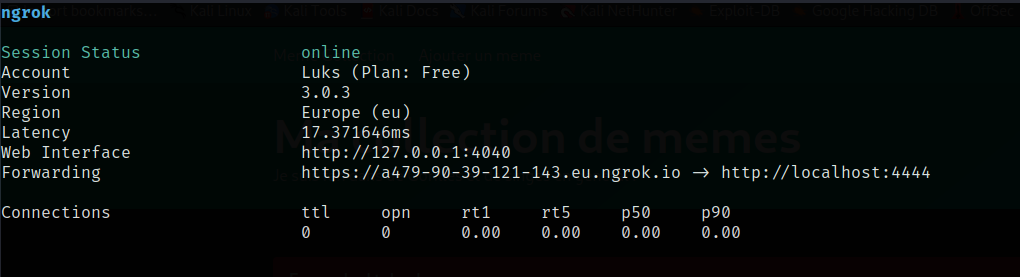 ngrok
Session Status online
Account Luks (Plan: Free)
Version 3.0.3
Region Europe (eu)
Latency 17.371646ms
Web Interface http://127.0.0.1:4040
Forwarding https://a479-90-39-121-143.eu.ngrok.io -> http://localhost:4444
Connections ttl opn rt1 rt5 p50 p90
0 0 0.00 0.00 0.00 0.00